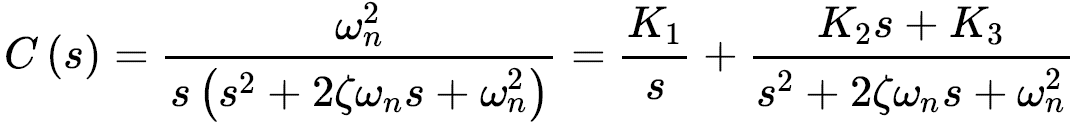 C (s) = ω_n^2 / (s (s^2 + 2ζω_n s + ω_n^2)) = K_1 / s + (K_2 s + K_3) / (s^2 + 2ζω_n s + ω_n^2)